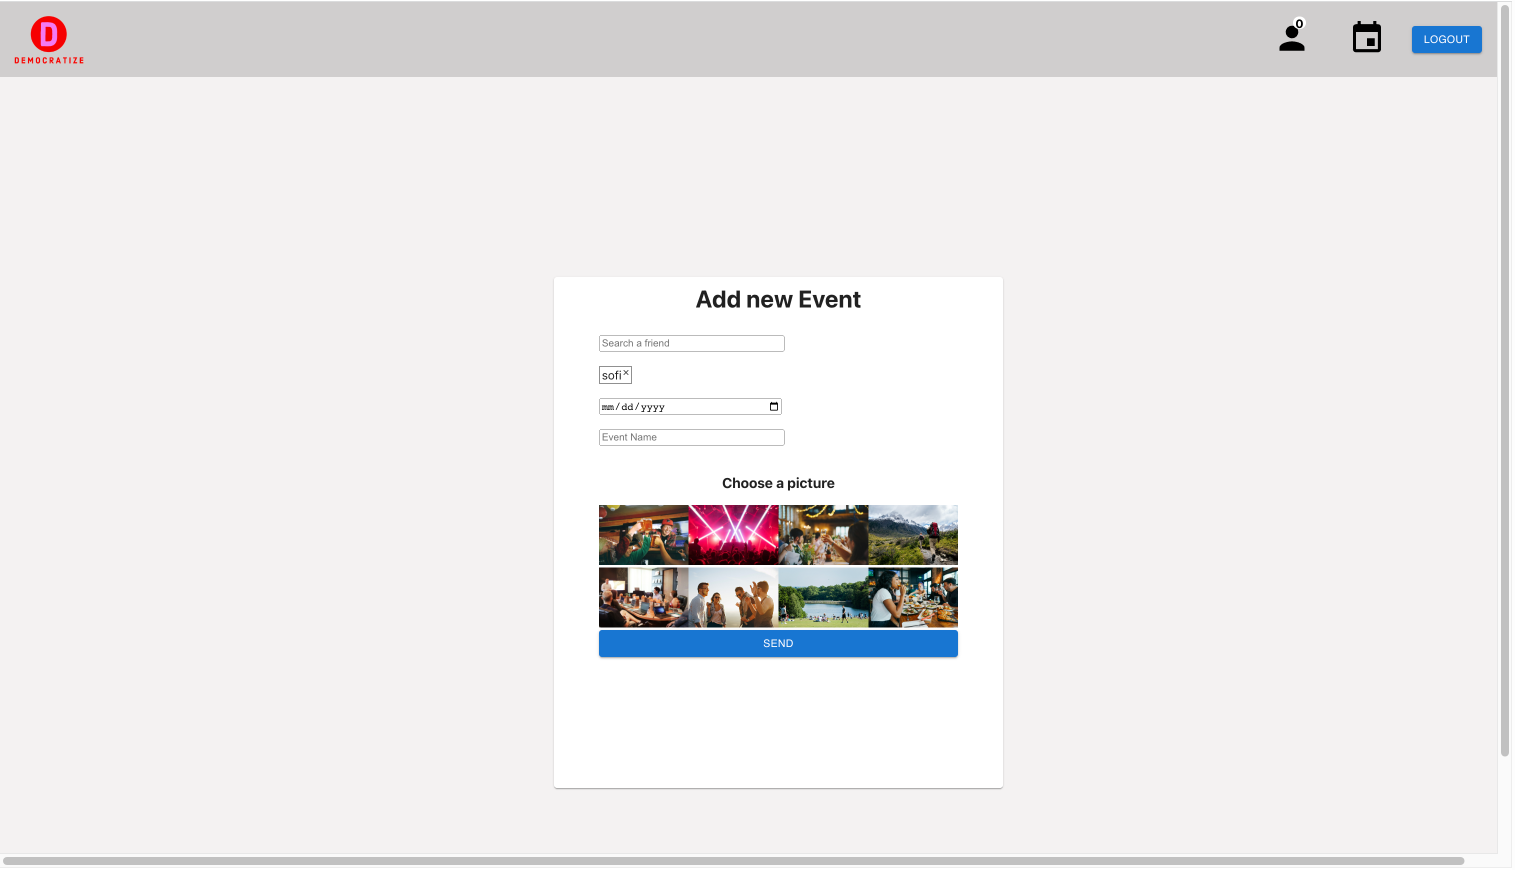 D
DEMOCRATIZE
0
LOGOUT
Add new Event
Search a friend
sofi×
mm/dd/yyyy
Event Name
Choose a picture
SEND